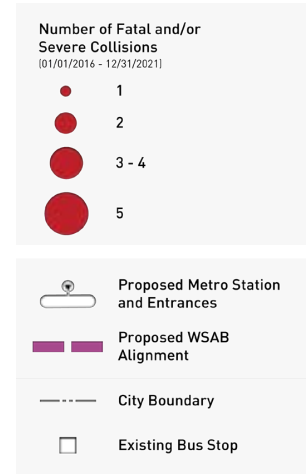 Number of Fatal and/or
Severe Collisions
(01/01/2016 - 12/31/2021)
1
2
3 - 4
5
Proposed Metro Station
and Entrances
Proposed WSAB
Alignment
City Boundary
Existing Bus Stop